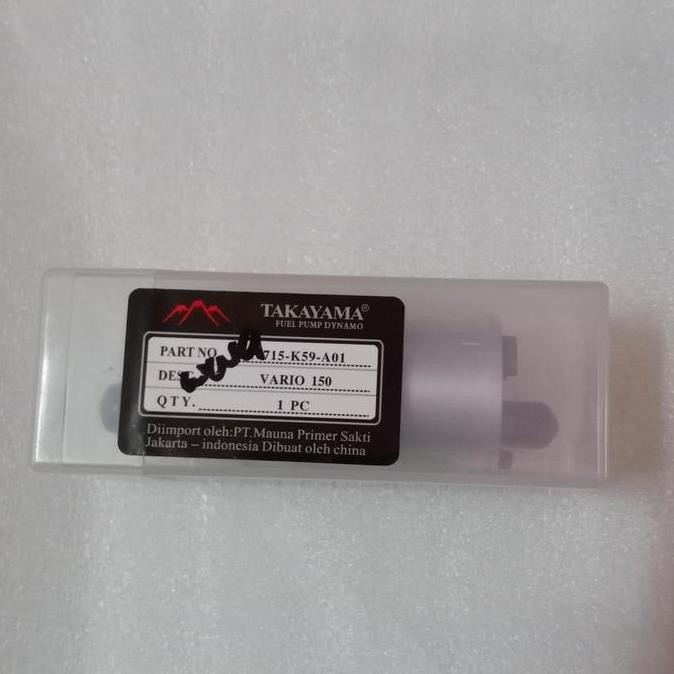 TAKAYAMA®
FUEL PUMP DYNAMO
PART NO 715-K59-A01
DESC. VARIO 150
QTY. 1 PC
Diimport oleh:PT.Mauna Primer Sakti
Jakarta – indonesia Dibuat oleh china